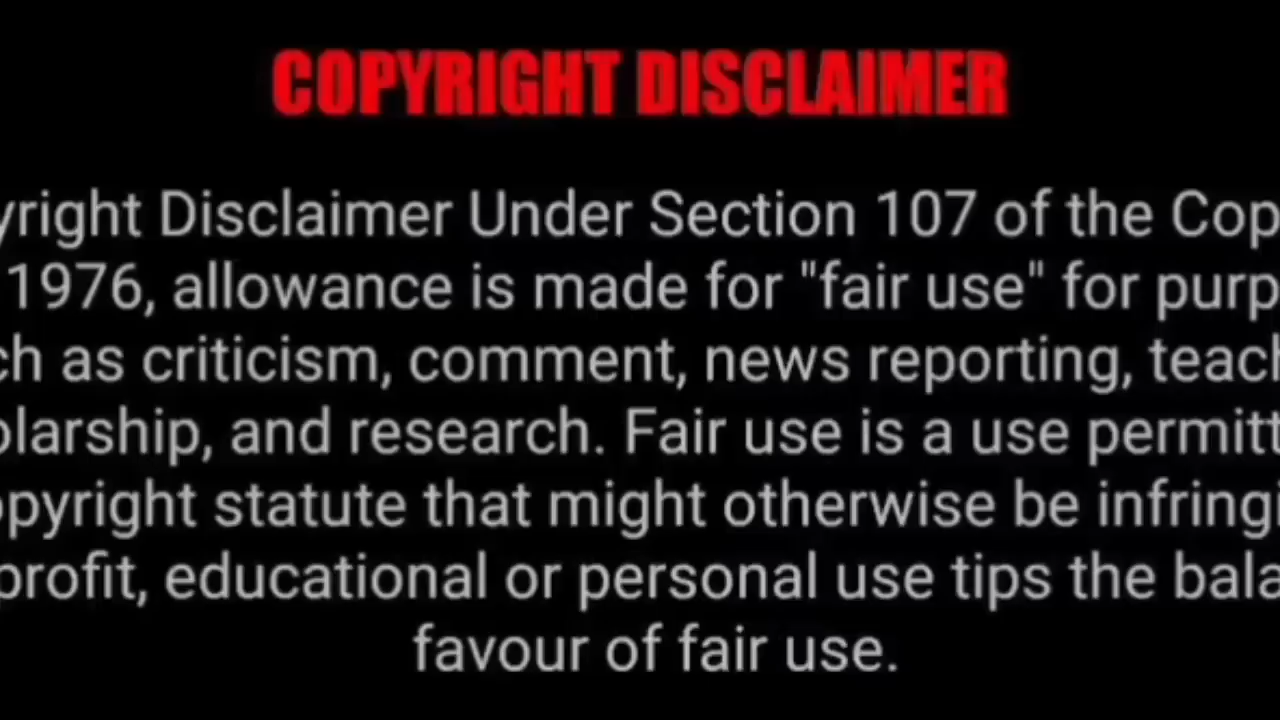 COPYRIGHT DISCLAIMER
yright Disclaimer Under Section 107 of the Cop
1976, allowance is made for "fair use" for purp
ch as criticism, comment, news reporting, teach
olarship, and research. Fair use is a use permitt
opyright statute that might otherwise be infringi
profit, educational or personal use tips the bala
favour of fair use.